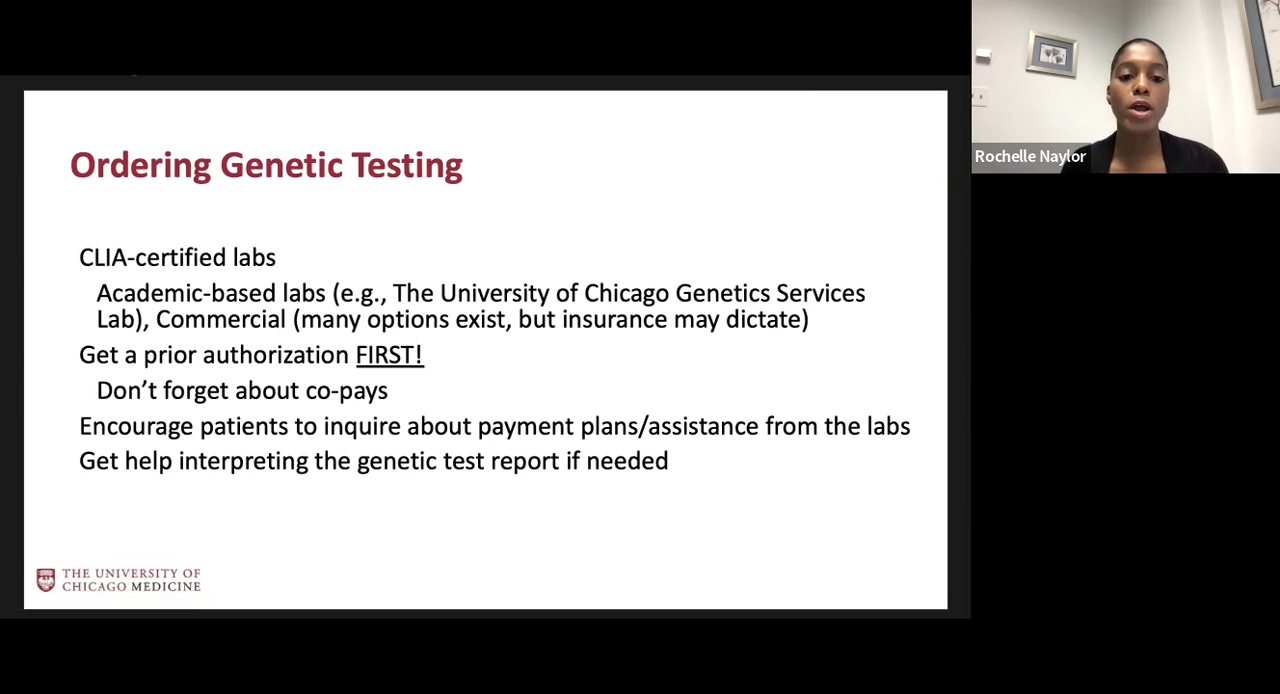 Ordering Genetic Testing
CLIA-certified labs
Academic-based labs (e.g., The University of Chicago Genetics Services
Lab), Commercial (many options exist, but insurance may dictate)
Get a prior authorization FIRST!
Don’t forget about co-pays
Encourage patients to inquire about payment plans/assistance from the labs
Get help interpreting the genetic test report if needed
THE UNIVERSITY OF
CHICAGO MEDICINE
Rochelle Naylor